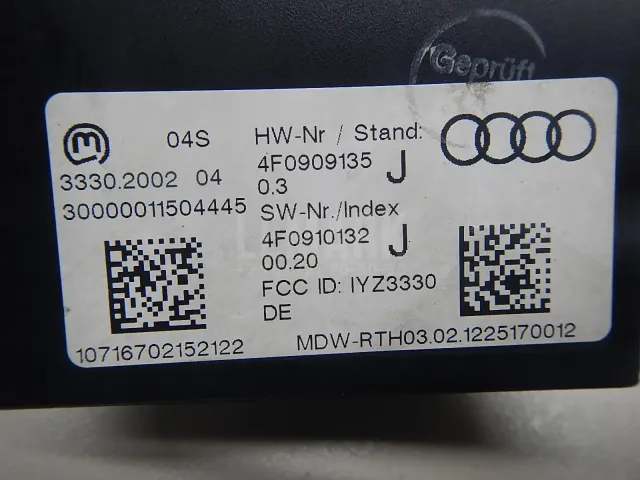 Geprüft
m 04S HW-Nr / Stand:
3330.2002 04 4F0909135 J
0.3
30000011504445 SW-Nr./Index
4F0910132 J
00.20
FCC ID: IYZ3330
DE
10716702152122 MDW-RTH03.02.1225170012